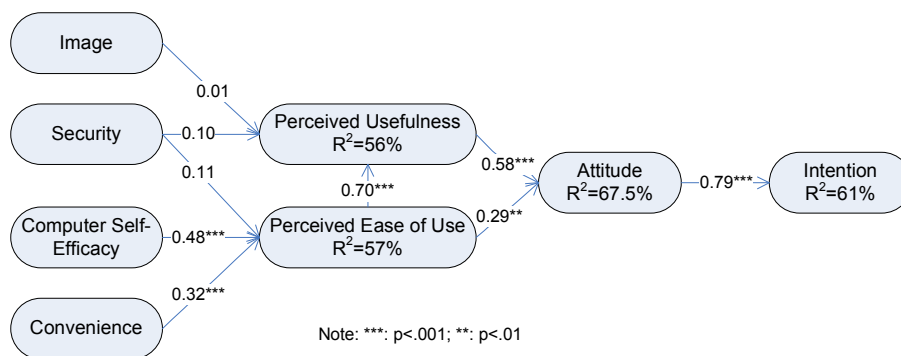 Image
0.01
Security
0.10
Perceived Usefulness
R²=56%
0.58***
0.11
0.70***
Attitude
R²=67.5%
0.79***
Intention
R²=61%
Computer Self-
Efficacy
0.48***
Perceived Ease of Use
R²=57%
0.29**
0.32***
Convenience
Note: ***: p<.001; **: p<.01